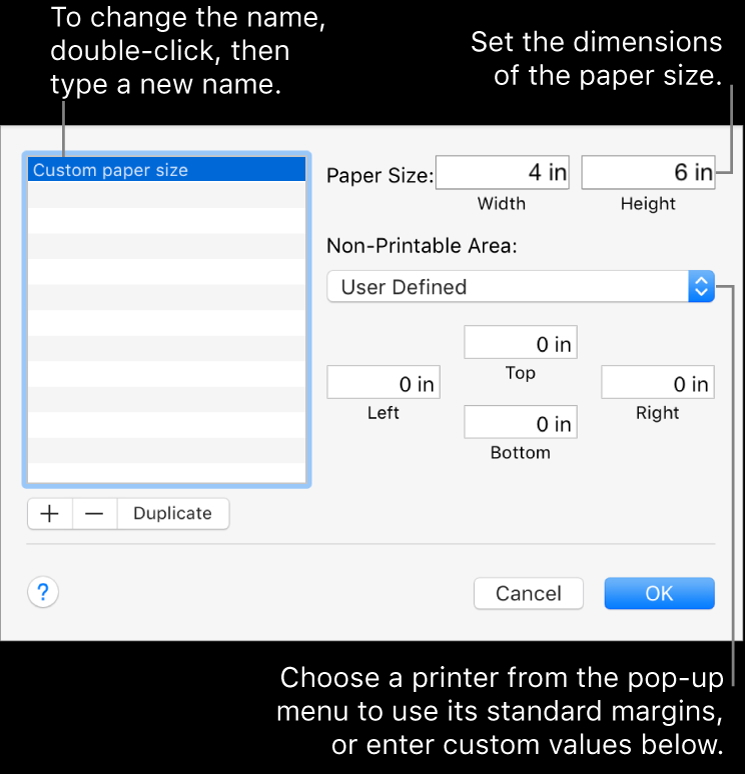 To change the name,
double-click, then
type a new name.
Set the dimensions
of the paper size.
Custom paper size
Paper Size: 4 in 6 in
Width Height
Non-Printable Area:
User Defined
0 in
Top
0 in 0 in
Left Right
0 in
Bottom
+ − Duplicate
? Cancel OK
Choose a printer from the pop-up
menu to use its standard margins,
or enter custom values below.